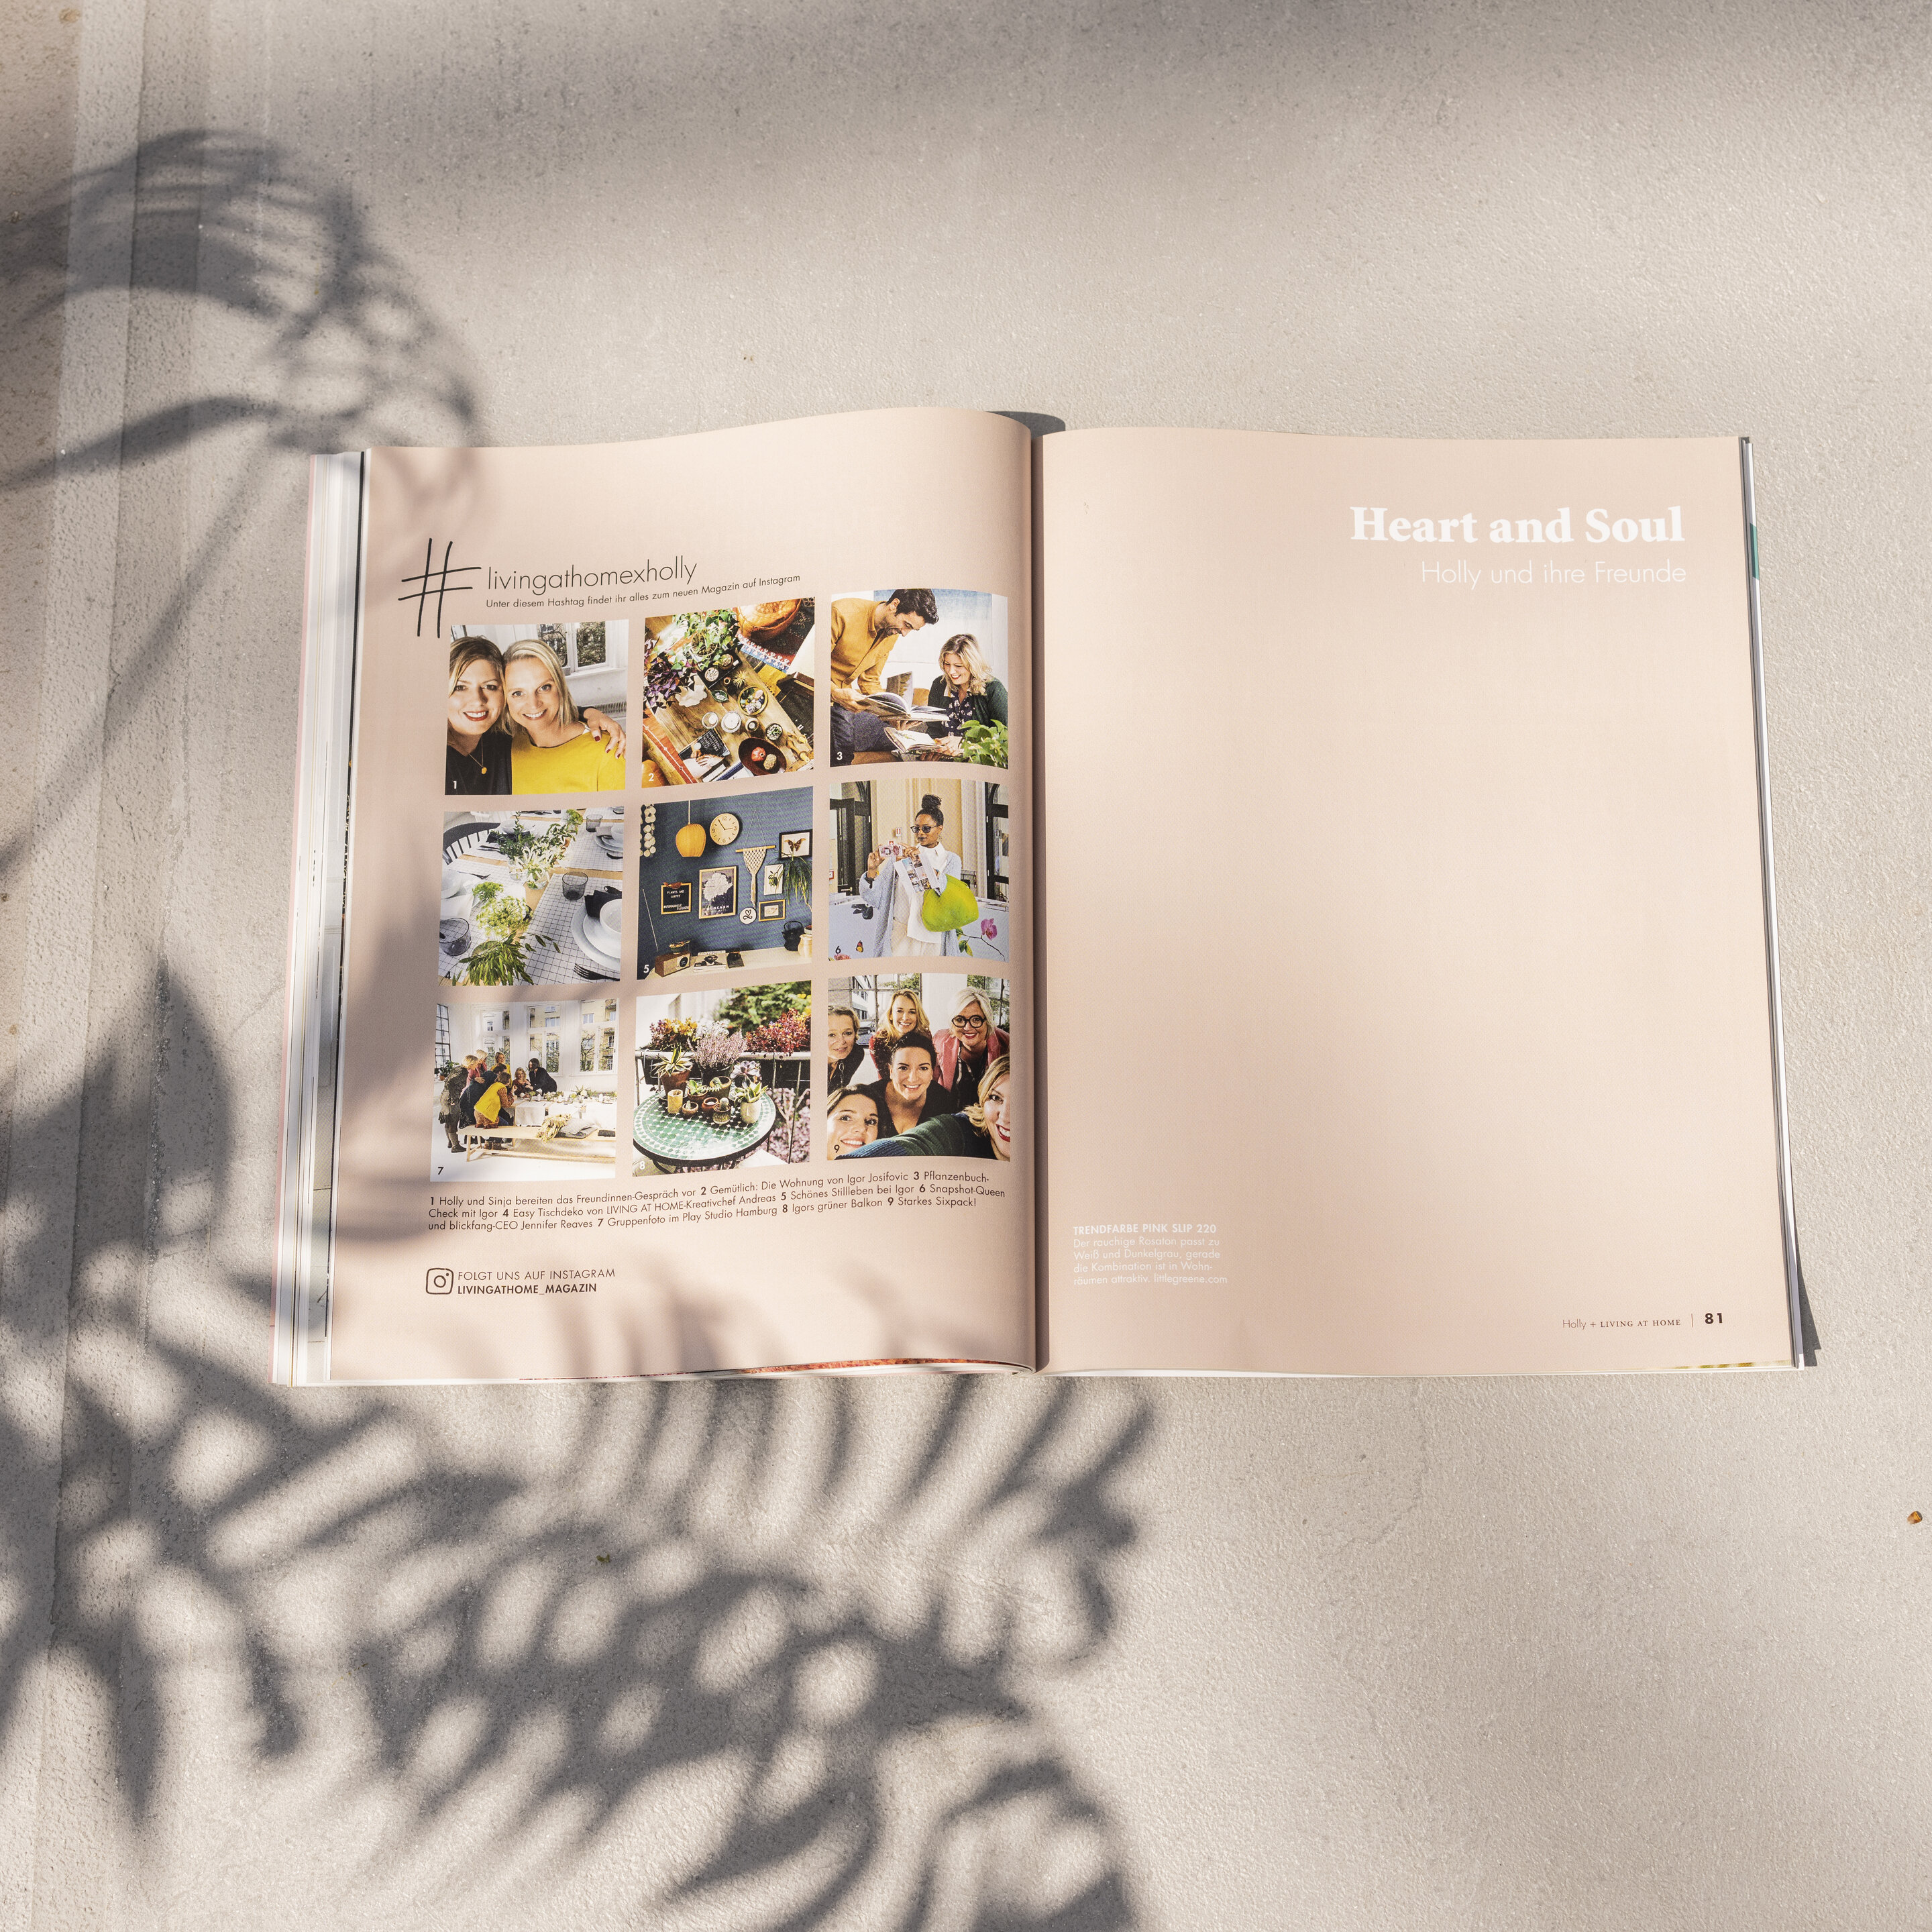 # livingathomexholly
Unter diesem Hashtag findet ihr alles zum neuen Magazin auf Instagram
1
2
3
5
6
7
8
9
1 Holly und Sinja bereiten das Freundinnen-Gespräch vor 2 Gemütlich: Die Wohnung von Igor Josifovic 3 Pflanzenbuch-
Check mit Igor 4 Easy Tischdeko von LIVING AT HOME-Kreativchef Andreas 5 Schönes Stillleben bei Igor 6 Snapshot-Queen
und blickfang-CEO Jennifer Reaves 7 Gruppenfoto im Play Studio Hamburg 8 Igors grüner Balkon 9 Starkes Sixpack!
FOLGT UNS AUF INSTAGRAM
LIVINGATHOME_MAGAZIN
Heart and Soul
Holly und ihre Freunde
TRENDFARBE PINK SLIP 220
Der rauchige Rosaton passt zu
Weiß und Dunkelgrau, gerade
die Kombination ist in Wohn-
räumen attraktiv. littlegreene.com
Holly + LIVING AT HOME | 81